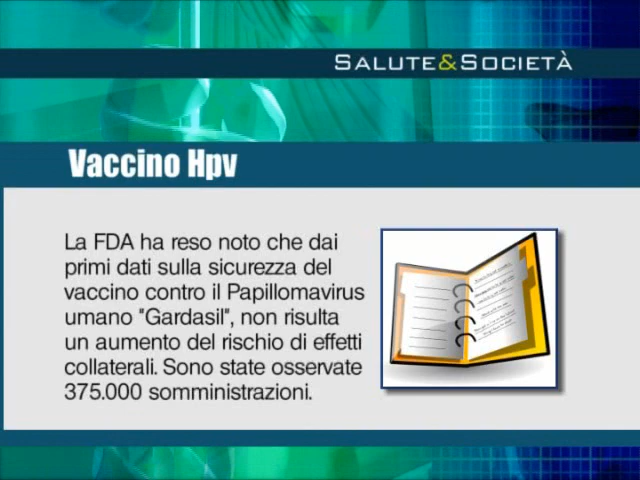 SALUTE&SOCIETÀ
Vaccino Hpv
La FDA ha reso noto che dai
primi dati sulla sicurezza del
vaccino contro il Papillomavirus
umano "Gardasil", non risulta
un aumento del rischio di effetti
collaterali. Sono state osservate
375.000 somministrazioni.